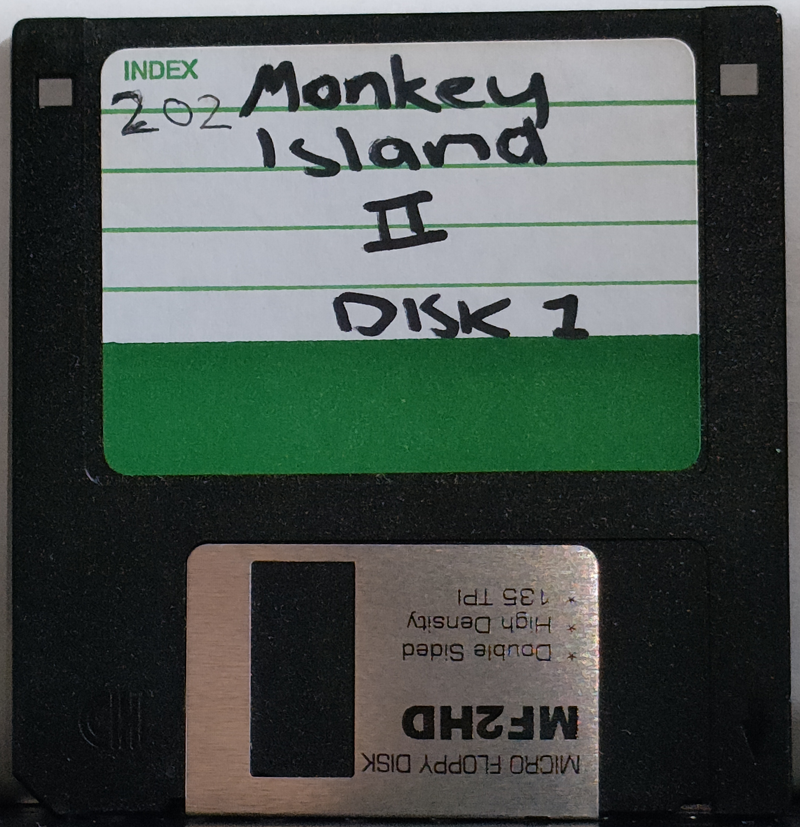 INDEX
202 Monkey
Island
II
DISK 1
MICRO FLOPPY DISK
MF2HD
* Double Sided
* High Density
* 135 TPI